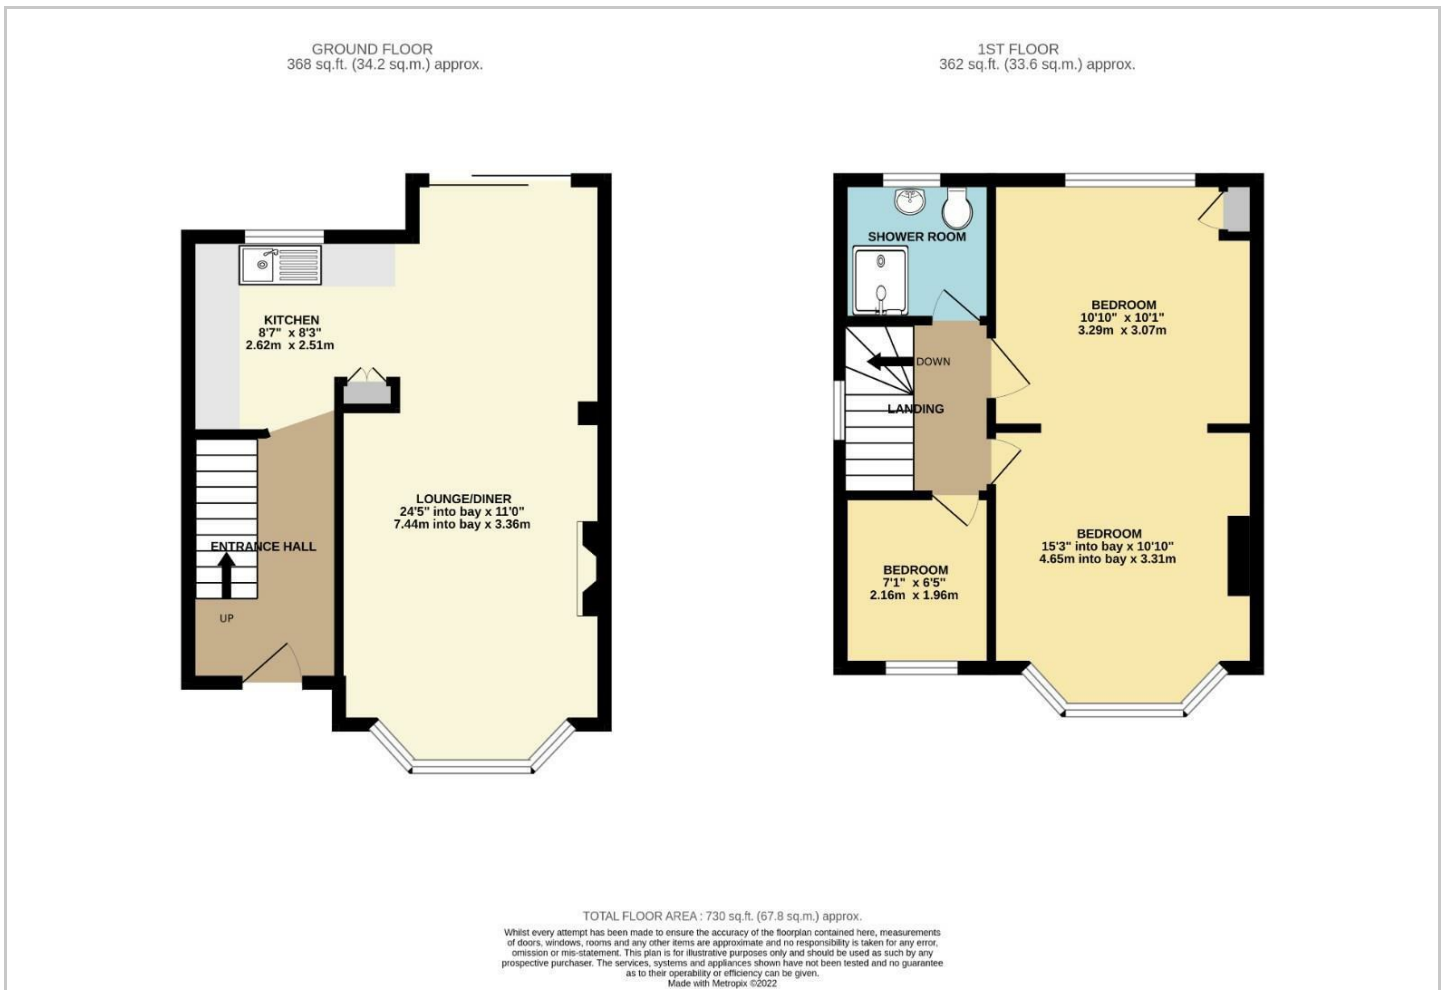 GROUND FLOOR
368 sq.ft. (34.2 sq.m.) approx.
1ST FLOOR
362 sq.ft. (33.6 sq.m.) approx.
KITCHEN
8'7" x 8'3"
2.62m x 2.51m
LOUNGE/DINER
24'5" into bay x 11'0"
7.44m into bay x 3.36m
ENTRANCE HALL
UP
SHOWER ROOM
BEDROOM
10'10" x 10'1"
3.29m x 3.07m
DOWN
LANDING
BEDROOM
15'3" into bay x 10'10"
4.65m into bay x 3.31m
BEDROOM
7'1" x 6'5"
2.16m x 1.96m
TOTAL FLOOR AREA : 730 sq.ft. (67.8 sq.m.) approx.
Whilst every attempt has been made to ensure the accuracy of the floorplan contained here, measurements
of doors, windows, rooms and any other items are approximate and no responsibility is taken for any error,
omission or mis-statement. This plan is for illustrative purposes only and should be used as such by any
prospective purchaser. The services, systems and appliances shown have not been tested and no guarantee
as to their operability or efficiency can be given.
Made with Metropix ©2022